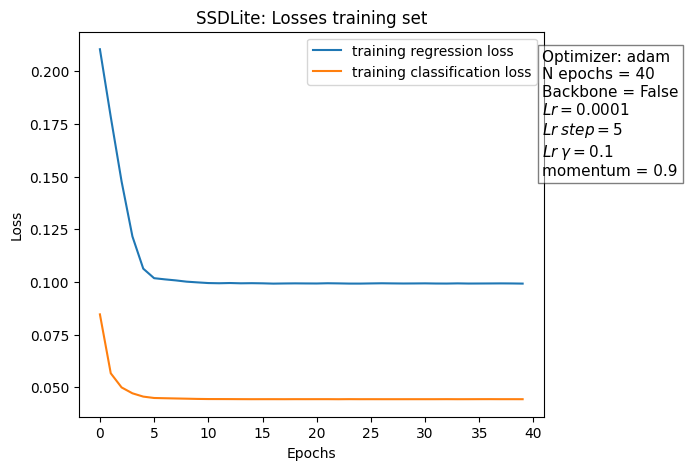 SSDLite: Losses training set
training regression loss
training classification loss
Optimizer: adam
N epochs = 40
Backbone = False
Lr = 0.0001
Lr step = 5
Lr γ = 0.1
momentum = 0.9
Loss
0.200
0.175
0.150
0.125
0.100
0.075
0.050
0 5 10 15 20 25 30 35 40
Epochs